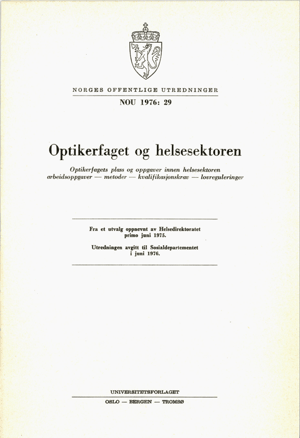 NORGES OFFENTLIGE UTREDNINGER
NOU 1976: 29
Optikerfaget og helsesektoren
Optikerfagets plass og oppgaver innen helsesektoren
arbeidsoppgaver — metoder — kvalifikasjonskrav — lovreguleringer
Fra et utvalg oppnevnt av Helsedirektoratet
primo juni 1975.
Utredningen avgitt til Sosialdepartementet
i juni 1976.
UNIVERSITETSFORLAGET
OSLO — BERGEN — TROMSØ